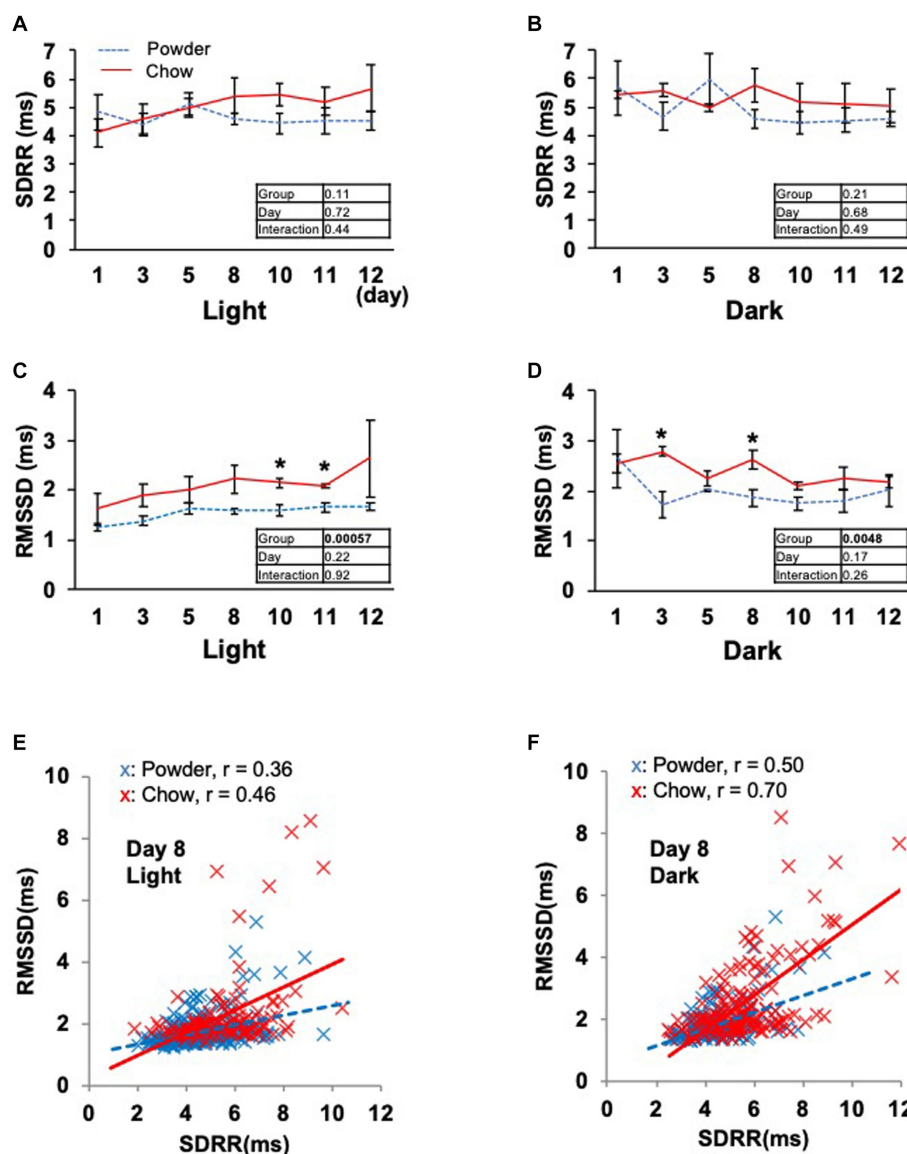 A
SDRR (ms)
7
6
5
4
3
2
1
0
Powder
Chow
Group 0.11
Day 0.72
Interaction 0.44
1 3 5 8 10 11 12
(day)
Light
B
SDRR (ms)
7
6
5
4
3
2
1
0
Group 0.21
Day 0.68
Interaction 0.49
1 3 5 8 10 11 12
Dark
C
RMSSD (ms)
4
3
2
1
0
* *
Group 0.00057
Day 0.22
Interaction 0.92
1 3 5 8 10 11 12
Light
D
RMSSD (ms)
4
3
2
1
0
* *
Group 0.0048
Day 0.17
Interaction 0.26
1 3 5 8 10 11 12
Dark
E
x: Powder, r = 0.36
x: Chow, r = 0.46
RMSSD(ms)
10
8
6
4
2
0
Day 8
Light
0 2 4 6 8 10 12
SDRR(ms)
F
x: Powder, r = 0.50
x: Chow, r = 0.70
RMSSD(ms)
10
8
6
4
2
0
Day 8
Dark
0 2 4 6 8 10 12
SDRR(ms)